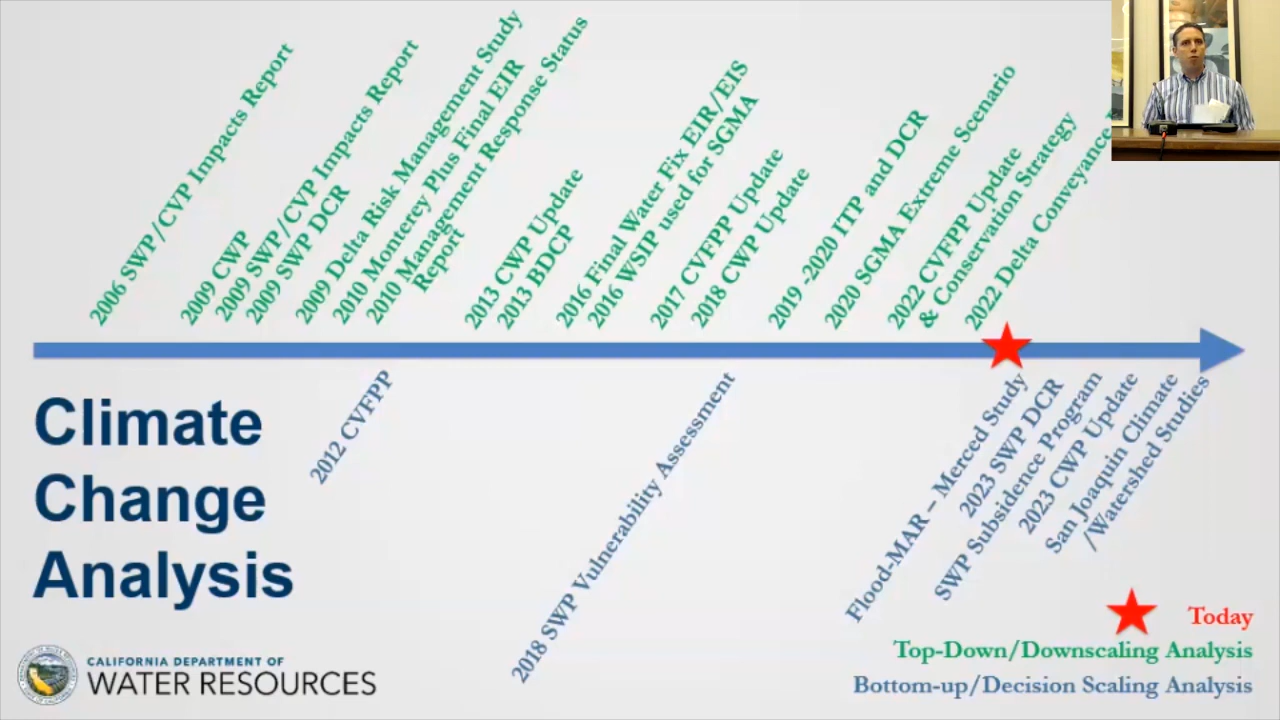 2006 SWP/CVP Impacts Report
2009 CWP
2009 SWP/CVP Impacts Report
2009 SWP DCR
2009 Delta Risk Management Study
2010 Monterey Plus Final EIR
2010 Management Response Status
Report
2013 CWP Update
2013 BDCP
2016 Final Water Fix EIR/EIS
2016 WSIP used for SGMA
2017 CVFPP Update
2018 CWP Update
2019 -2020 ITP and DCR
2020 SGMA Extreme Scenario
2022 CVFPP Update
& Conservation Strategy
2022 Delta Conveyance
2012 CVFPP
2018 SWP Vulnerability Assessment
Flood-MAR – Merced Study
2023 SWP DCR
SWP Subsidence Program
2023 CWP Update
San Joaquin Climate
/Watershed Studies
Climate
Change
Analysis
Today
Top-Down/Downscaling Analysis
Bottom-up/Decision Scaling Analysis
CALIFORNIA DEPARTMENT OF
WATER RESOURCES